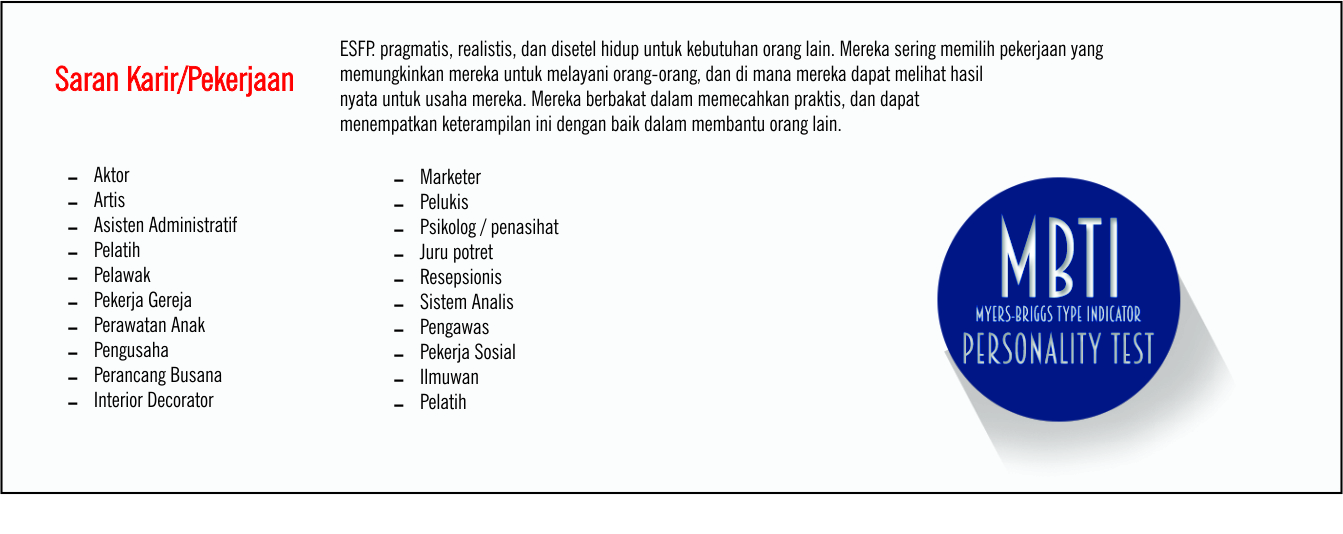 Saran Karir/Pekerjaan
ESFP. pragmatis, realistis, dan disetel hidup untuk kebutuhan orang lain. Mereka sering memilih pekerjaan yang
memungkinkan mereka untuk melayani orang-orang, dan di mana mereka dapat melihat hasil
nyata untuk usaha mereka. Mereka berbakat dalam memecahkan praktis, dan dapat
menempatkan keterampilan ini dengan baik dalam membantu orang lain.
- Aktor
- Artis
- Asisten Administratif
- Pelatih
- Pelawak
- Pekerja Gereja
- Perawatan Anak
- Pengusaha
- Perancang Busana
- Interior Decorator
- Marketer
- Pelukis
- Psikolog / penasihat
- Juru potret
- Resepsionis
- Sistem Analis
- Pengawas
- Pekerja Sosial
- Ilmuwan
- Pelatih
MBTI
MYERS-BRIGGS TYPE INDICATOR
PERSONALITY TEST